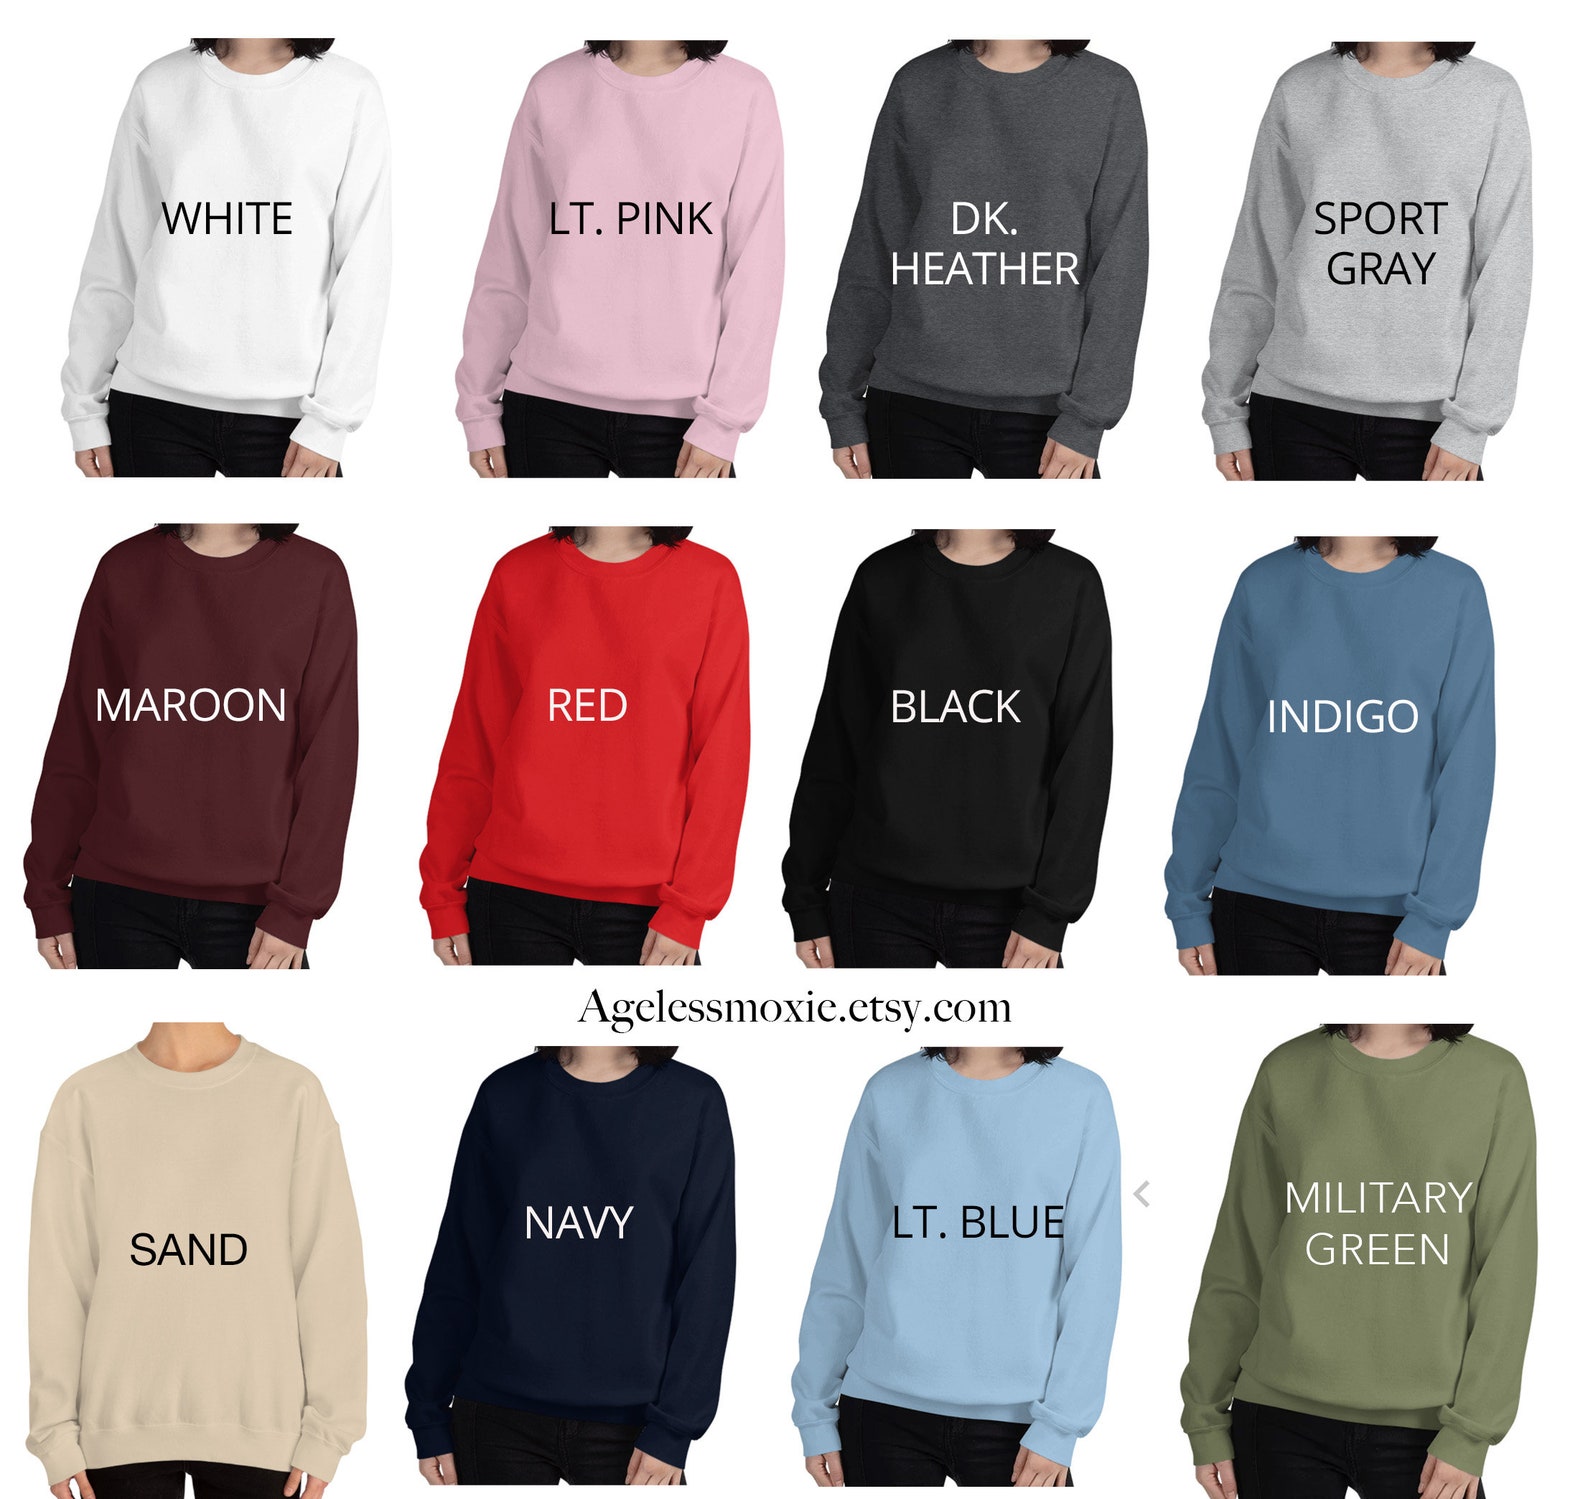 WHITE
LT. PINK
DK.
HEATHER
SPORT
GRAY
MAROON
RED
BLACK
INDIGO
Agelessmoxie.etsy.com
SAND
NAVY
LT. BLUE
MILITARY
GREEN